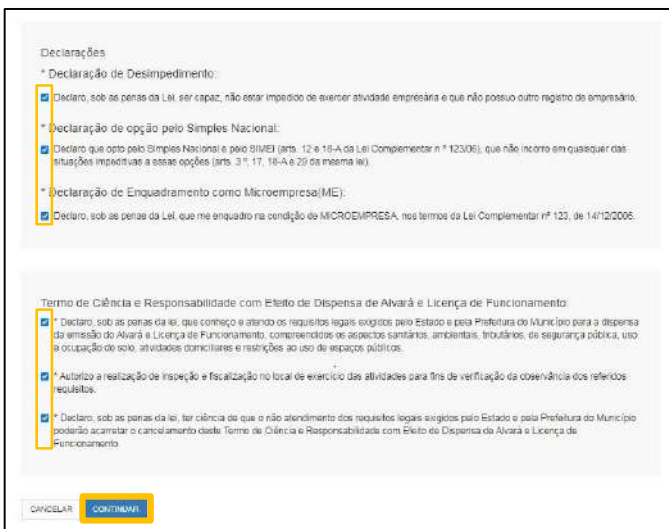 Declarações
* Declaração de Desimpedimento:
Declaro, sob as penas da Lei, ser capaz, não estar impedido de exercer atividade empresária e que não possuo outro registro de empresário.
* Declaração de opção pelo Simples Nacional:
Declaro que opto pelo Simples Nacional e pelo SIMEI (arts. 12 e 18-A da Lei Complementar n º 123/06), que não incorro em quaisquer das
situações impeditivas a essas opções (arts. 3 º, 17, 18-A e 29 da mesma lei).
* Declaração de Enquadramento como Microempresa(ME):
Declaro, sob as penas da Lei, que me enquadro na condição de MICROEMPRESA, nos termos da Lei Complementar nº 123, de 14/12/2006.
Termo de Ciência e Responsabilidade com Efeito de Dispensa de Alvará e Licença de Funcionamento:
* Declaro, sob as penas da lei, que conheço e atendo os requisitos legais exigidos pelo Estado e pela Prefeitura do Município para a dispensa
da emissão do Alvará e Licença de Funcionamento, compreendidos os aspectos sanitários, ambientais, tributários, de segurança pública, uso
e ocupação do solo, atividades domiciliares e restrições ao uso de espaços públicos.
* Autorizo a realização de inspeção e fiscalização no local de exercício das atividades para fins de verificação da observância dos referidos
requisitos.
* Declaro, sob as penas da lei, ter ciência de que o não atendimento dos requisitos legais exigidos pelo Estado e pela Prefeitura do Município
poderão acarretar o cancelamento deste Termo de Ciência e Responsabilidade com Efeito de Dispensa de Alvará e Licença de
Funcionamento.
CANCELAR CONTINUAR